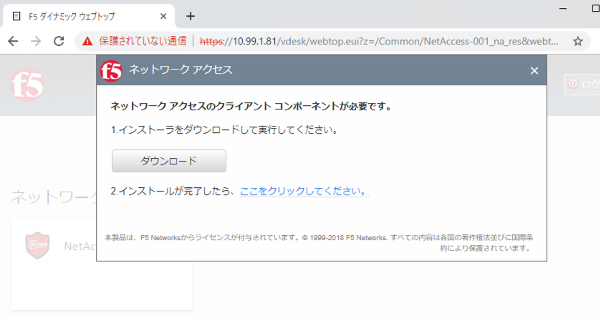 F5 ダイナミック ウェブトップ
保護されていない通信 | https://10.99.1.81/vdesk/webtop.eui?z=/Common/NetAccess-001_na_res&webt...
f5 ネットワーク アクセス
ログ
ネットワーク アクセスのクライアント コンポーネントが必要です。
1.インストーラをダウンロードして実行してください。
ダウンロード
2.インストールが完了したら、ここをクリックしてください。
ネットワーク
NetAc
本製品は、F5 Networksからライセンスが付与されています。© 1999-2018 F5 Networks. すべての内容は各国の著作権法並びに国際条
約により保護されています。